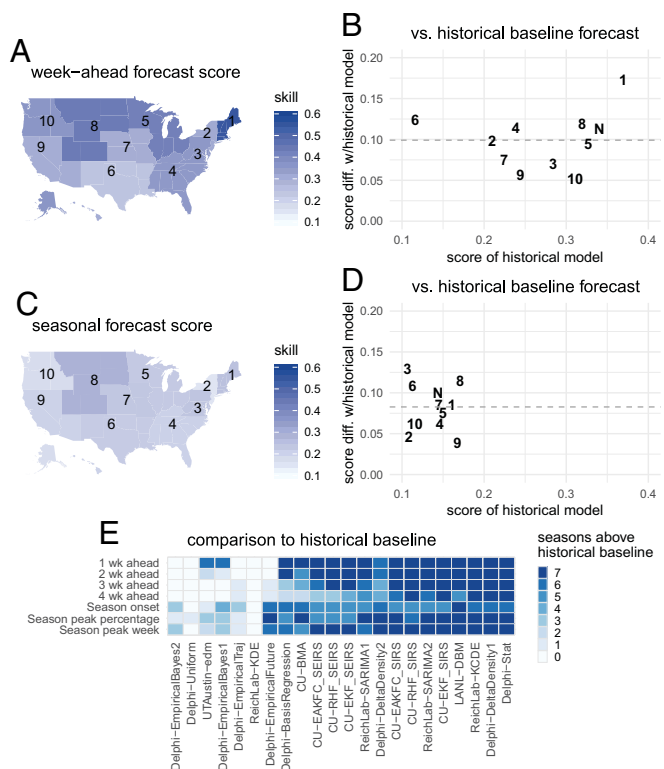 A
week−ahead forecast score
10
8
5
1
2
9
7
3
6
4
skill
0.6
0.5
0.4
0.3
0.2
0.1
B
vs. historical baseline forecast
score diff. w/historical model
0.20
0.15
0.10
0.05
0.00
1
6
4
8
N
2
5
7
3
9
10
0.1
0.2
0.3
0.4
score of historical model
C
seasonal forecast score
10
8
5
1
2
9
7
3
6
4
skill
0.6
0.5
0.4
0.3
0.2
0.1
D
vs. historical baseline forecast
score diff. w/historical model
0.20
0.15
0.10
0.05
0.00
3
6
8
N
7
1
5
10
4
2
9
0.1
0.2
0.3
0.4
score of historical model
E
comparison to historical baseline
1 wk ahead
2 wk ahead
3 wk ahead
4 wk ahead
Season onset
Season peak percentage
Season peak week
Delphi−EmpiricalBayes2
Delphi−Uniform
UTAustin−edm
Delphi−EmpiricalBayes1
Delphi−EmpiricalTraj
ReichLab−KDE
Delphi−EmpiricalFuture
Delphi−BasisRegression
CU−BMA
CU−EAKFC_SEIRS
CU−RHF_SEIRS
CU−EKF_SEIRS
ReichLab−SARIMA1
Delphi−DeltaDensity2
CU−EAKFC_SIRS
CU−RHF_SIRS
ReichLab−SARIMA2
CU−EKF_SIRS
LANL−DBM
ReichLab−KCDE
Delphi−DeltaDensity1
Delphi−Stat
seasons above
historical baseline
7
6
5
4
3
2
1
0